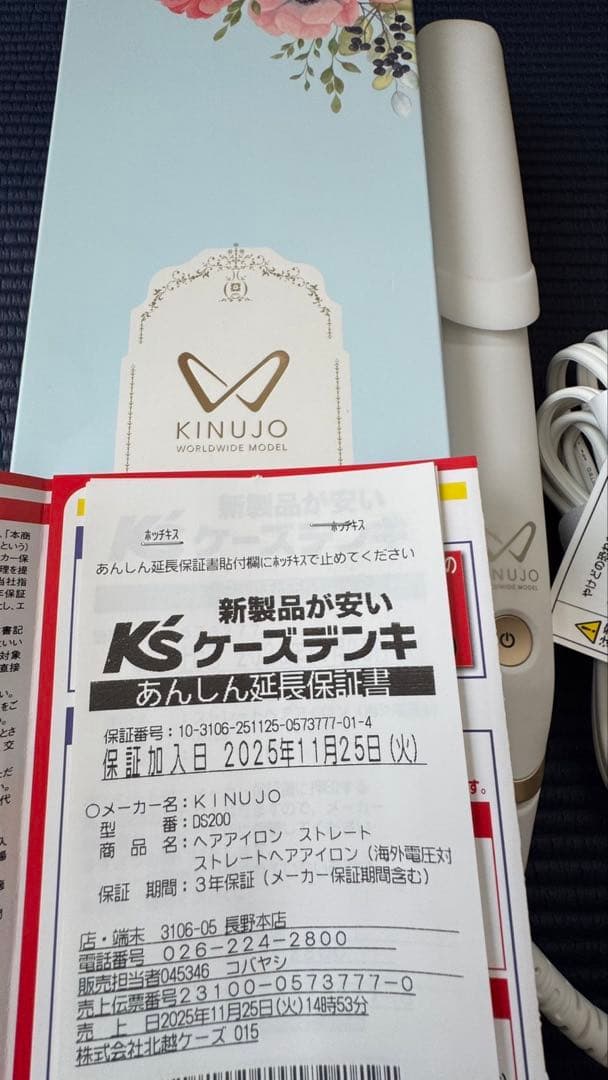 KINUJO
WORLDWIDE MODEL
ホッチキス
ホッチキス
あんしん延長保証書貼付欄にホッチキスで止めてください
新製品が安い
K's ケーズデンキ
あんしん延長保証書
保証番号:10-3106-251125-0573777-01-4
保証加入日 2025年11月25日(火)
○メーカー名:KINUJO
型 番:DS200
商 品 名:ヘアアイロン ストレート
ストレートヘアアイロン(海外電圧対
保証 期間:3年保証(メーカー保証期間含む)
店・端末 3106-05 長野本店
電話番号 026-224-2800
販売担当者045346 コバヤシ
売上伝票番号23100-0573777-0
売 上 日2025年11月25日(火)14時53分
株式会社北越ケーズ 015
KINUJO
WORLDWIDE MODEL
やけどの恐れ